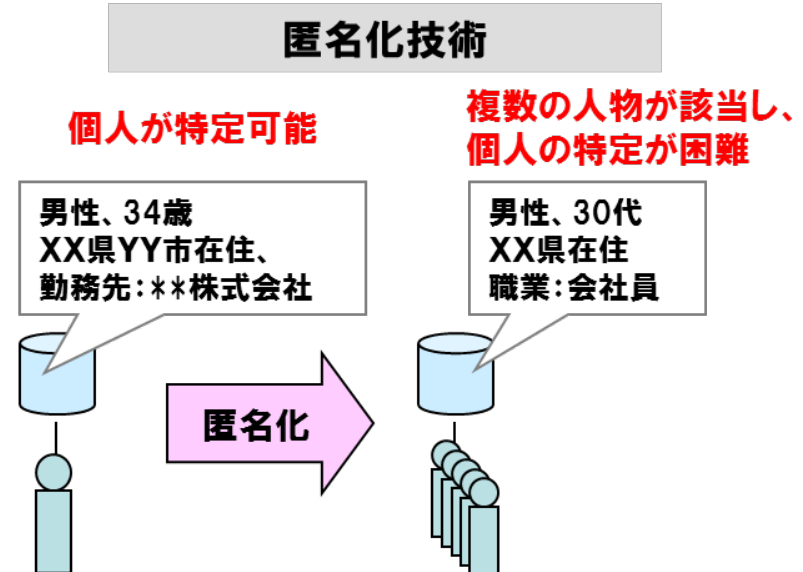 匿名化技術
個人が特定可能
複数の人物が該当し、
個人の特定が困難
男性、34歳
XX県YY市在住、
勤務先:**株式会社
男性、30代
XX県在住
職業:会社員
匿名化